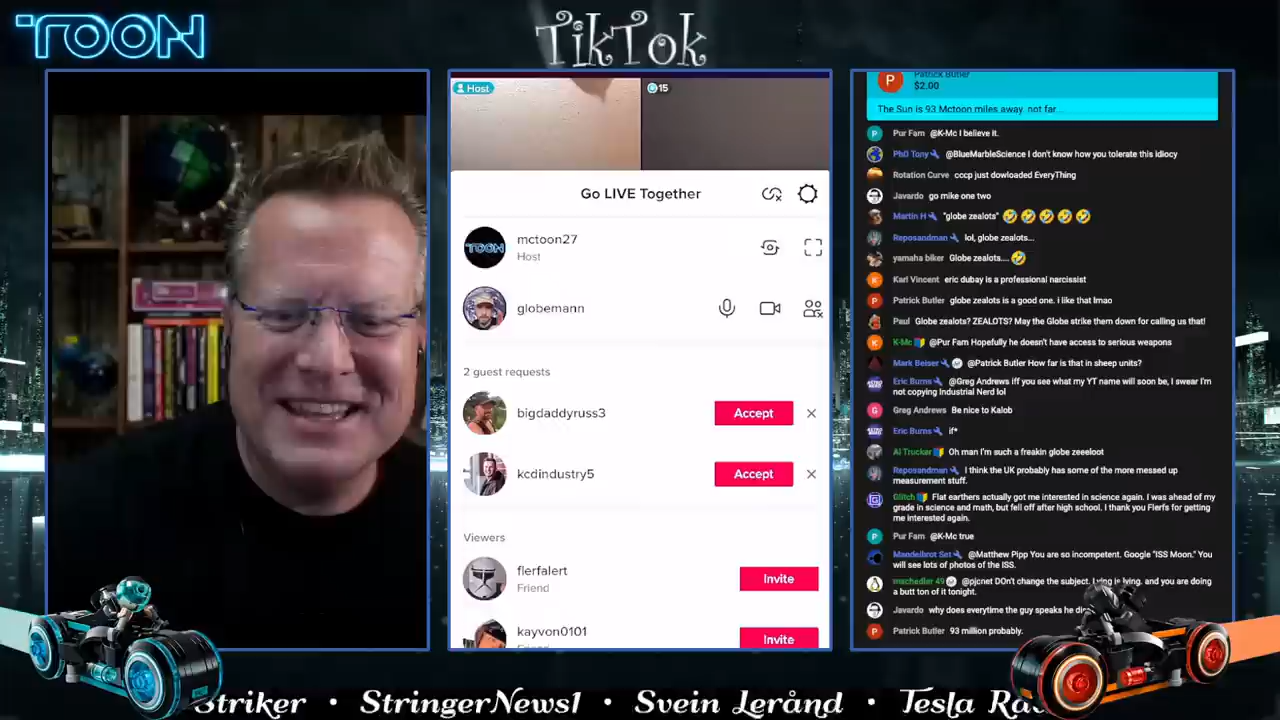 TOON
TikTok
Host
15
Go LIVE Together
mctoon27
Host
globemann
2 guest requests
bigdaddyruss3
Accept
kcdindustry5
Accept
Viewers
flerfalert
Friend
Invite
kayvon0101
Invite
Patrick Butler
$2.00
The Sun is 93 Mctoon miles away, not far...
Pur Fam @K-Mc I believe it.
PhD Tony @BlueMarbleScience I don't know how you tolerate this idiocy
Rotation Curve cccp just dowloaded EveryThing
Javardo go mike one two
Martin H "globe zealots" 🤣🤣🤣🤣🤣
Reposandman lol, globe zealots...
yamaha biker Globe zealots.... 🤣
Karl Vincent eric dubay is a professional narcissist
Patrick Butler globe zealots is a good one. i like that lmao
Paul Globe zealots? ZEALOTS? May the Globe strike them down for calling us that!
K-Mc @Pur Fam Hopefully he doesn't have access to serious weapons
Mark Beiser @Patrick Butler How far is that in sheep units?
Eric Burns @Greg Andrews Iff you see what my YT name will soon be, I swear I'm
not copying Industrial Nerd lol
Greg Andrews Be nice to Kalob
Eric Burns if*
Al Trucker Oh man I'm such a freakin globe zeeeloot
Reposandman I think the UK probably has some of the more messed up
measurement stuff.
Glitch Flat earthers actually got me interested in science again. I was ahead of my
grade in science and math, but fell off after high school. I thank you Flerfs for getting
me interested again.
Pur Fam @K-Mc true
Mandelbrot Set @Matthew Pipp You are so incompetent. Google "ISS Moon." You
will see lots of photos of the ISS.
mschedler 49 @pjcnet DOn't change the subject. Lying is lying. and you are doing
a butt ton of it tonight.
Javardo why does everytime the guy speaks he
Patrick Butler 93 million probably.
Striker • StringerNews1 • Svein Lerånd • Tesla